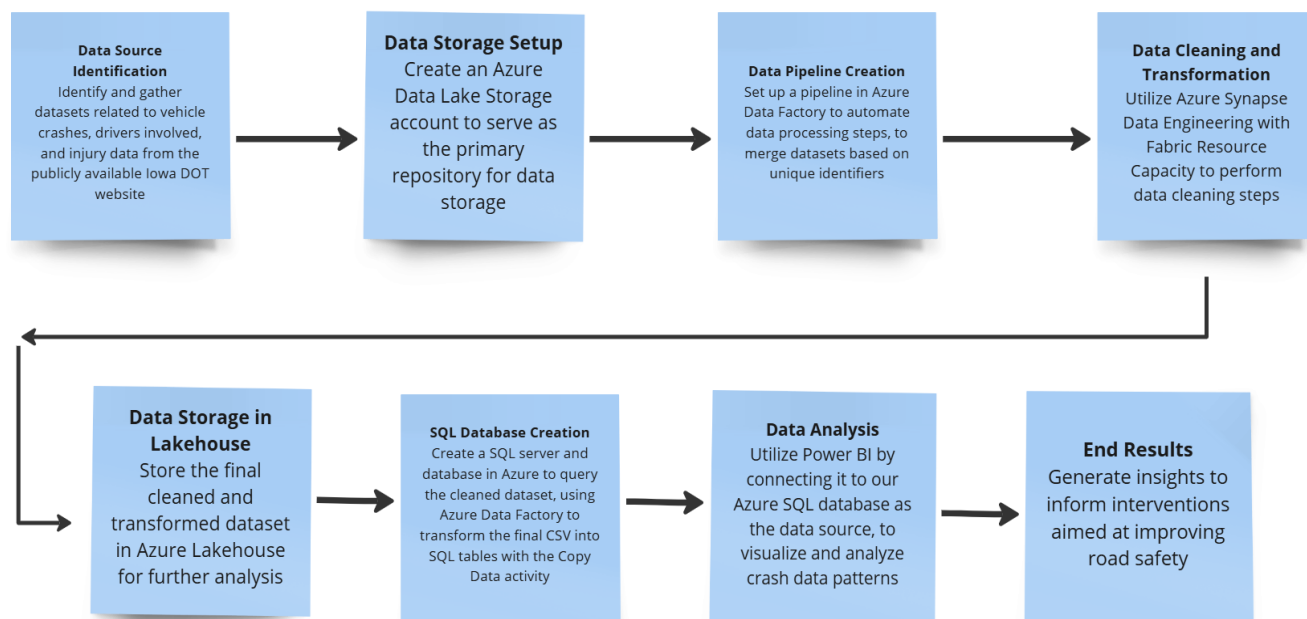 Data Source
Identification
Identify and gather
datasets related to vehicle
crashes, drivers involved,
and injury data from the
publicly available Iowa DOT
website
Data Storage Setup
Create an Azure
Data Lake Storage
account to serve as
the primary
repository for data
storage
Data Pipeline Creation
Set up a pipeline in Azure
Data Factory to automate
data processing steps, to
merge datasets based on
unique identifiers
Data Cleaning and
Transformation
Utilize Azure Synapse
Data Engineering with
Fabric Resource
Capacity to perform
data cleaning steps
Data Storage in
Lakehouse
Store the final
cleaned and
transformed dataset
in Azure Lakehouse
for further analysis
SQL Database Creation
Create a SQL server and
database in Azure to query
the cleaned dataset, using
Azure Data Factory to
transform the final CSV into
SQL tables with the Copy
Data activity
Data Analysis
Utilize Power BI by
connecting it to our
Azure SQL database as
the data source, to
visualize and analyze
crash data patterns
End Results
Generate insights to
inform interventions
aimed at improving
road safety